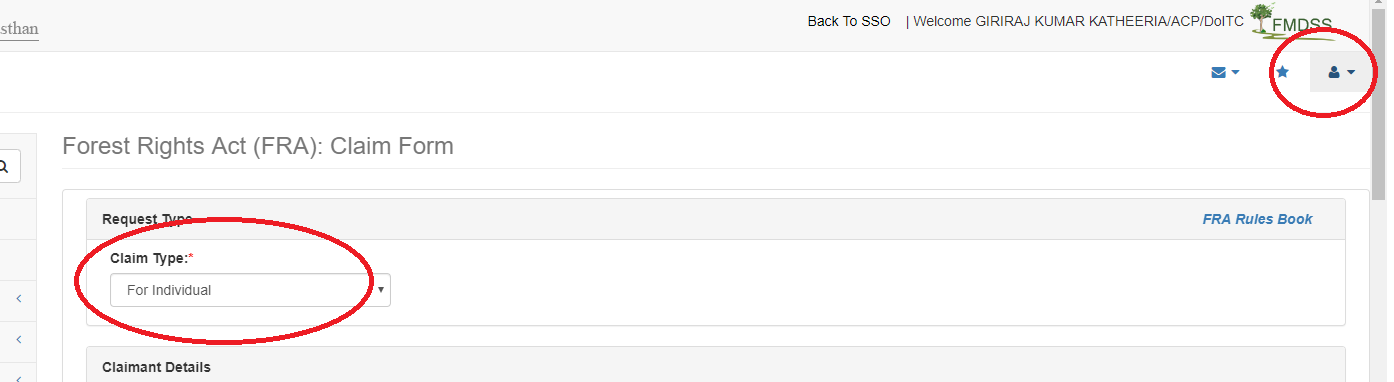 sthan
Back To SSO | Welcome GIRIRAJ KUMAR KATHEERIA/ACP/DoITC FMDSS
Forest Rights Act (FRA): Claim Form
Request Type FRA Rules Book
Claim Type:*
For Individual
Claimant Details